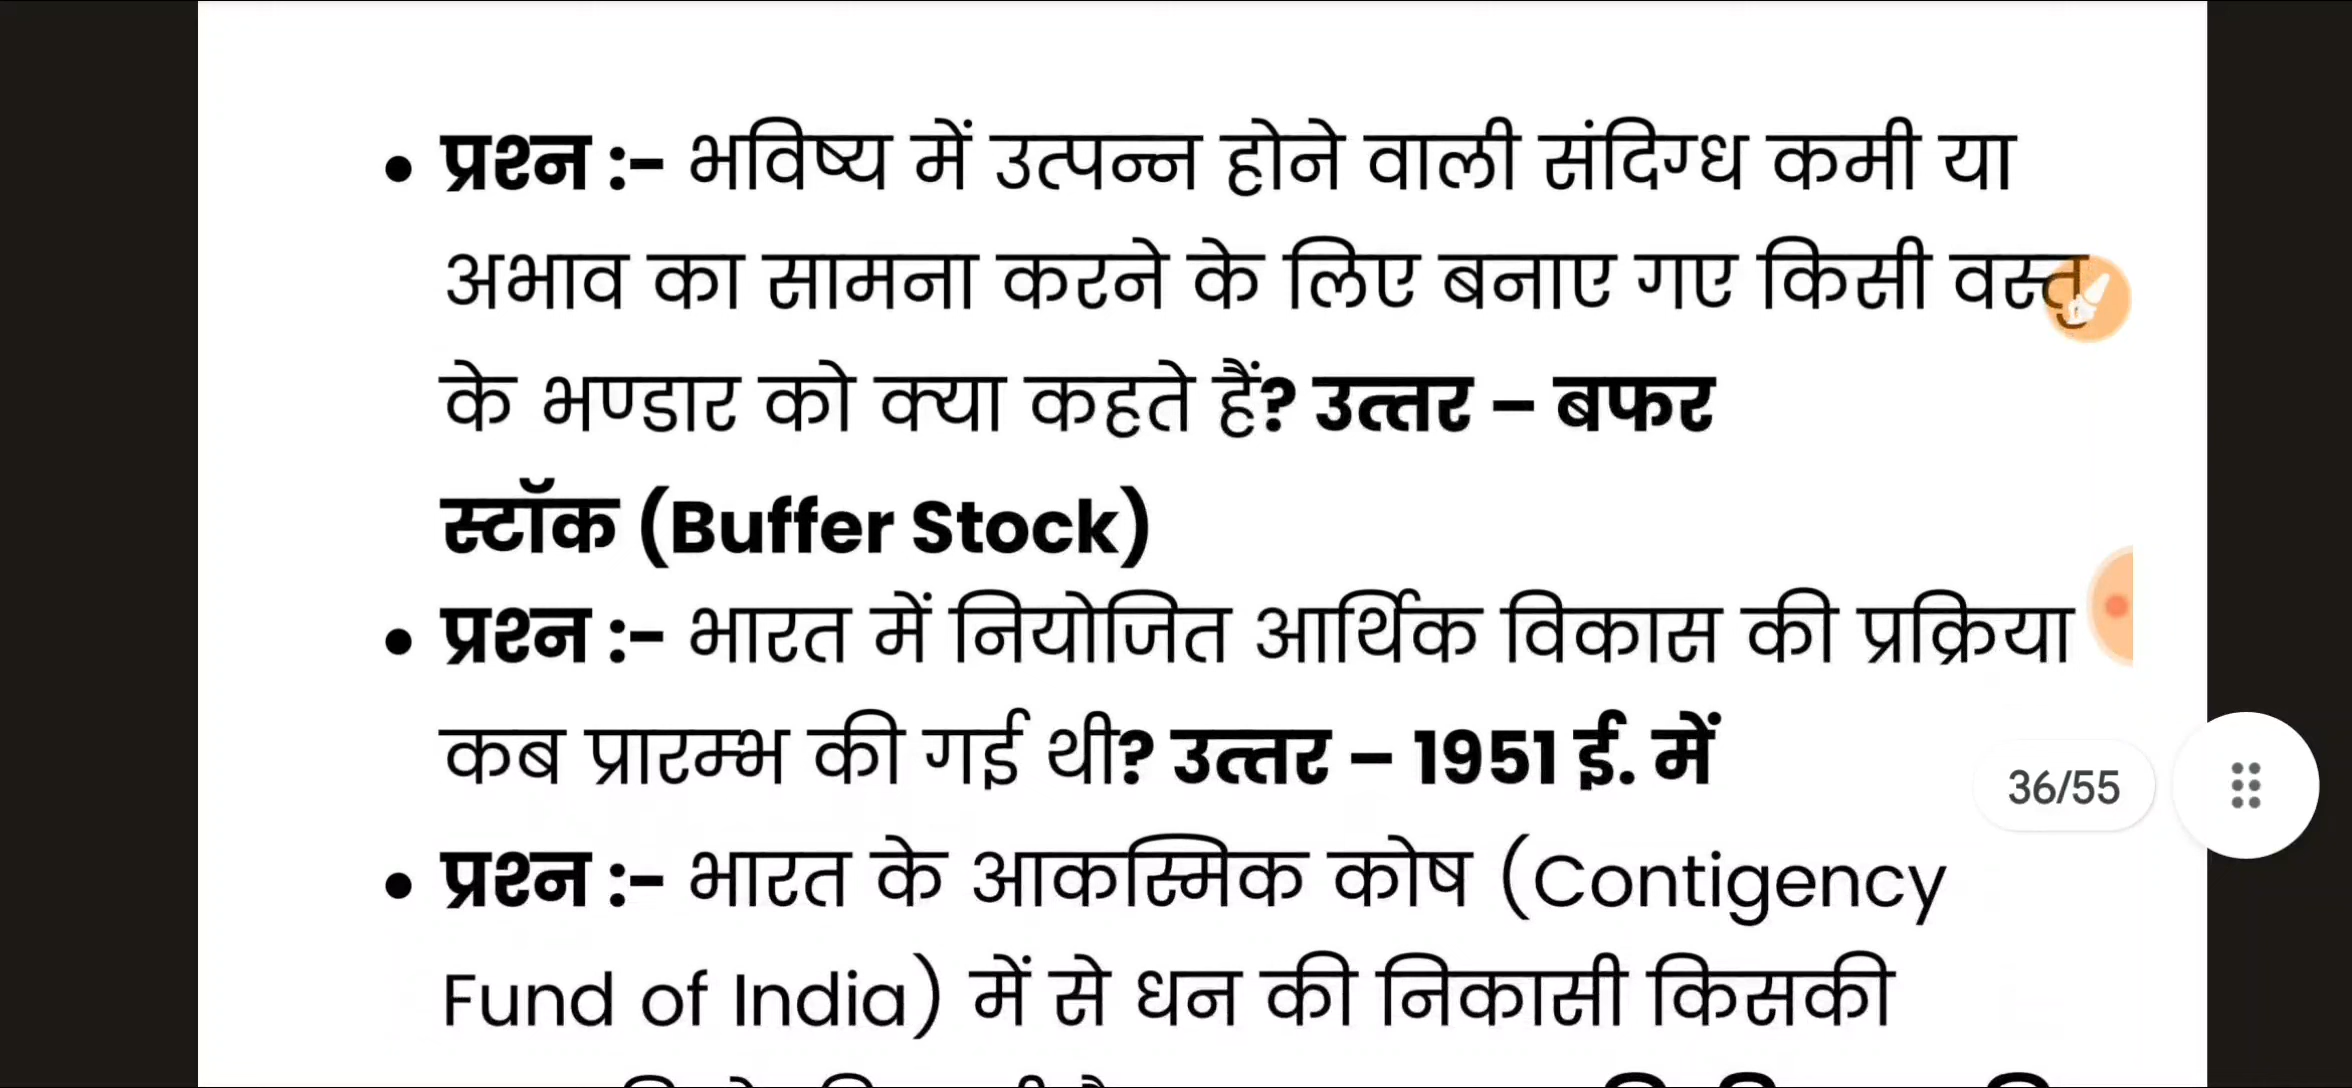 • प्रश्न :- भविष्य में उत्पन्न होने वाली संदिग्ध कमी या
अभाव का सामना करने के लिए बनाए गए किसी वस्तु
के भण्डार को क्या कहते हैं? उत्तर – बफर
स्टॉक (Buffer Stock)
• प्रश्न :- भारत में नियोजित आर्थिक विकास की प्रक्रिया
कब प्रारम्भ की गई थी? उत्तर – 1951 ई. में
36/55
• प्रश्न :- भारत के आकस्मिक कोष (Contigency
Fund of India) में से धन की निकासी किसकी